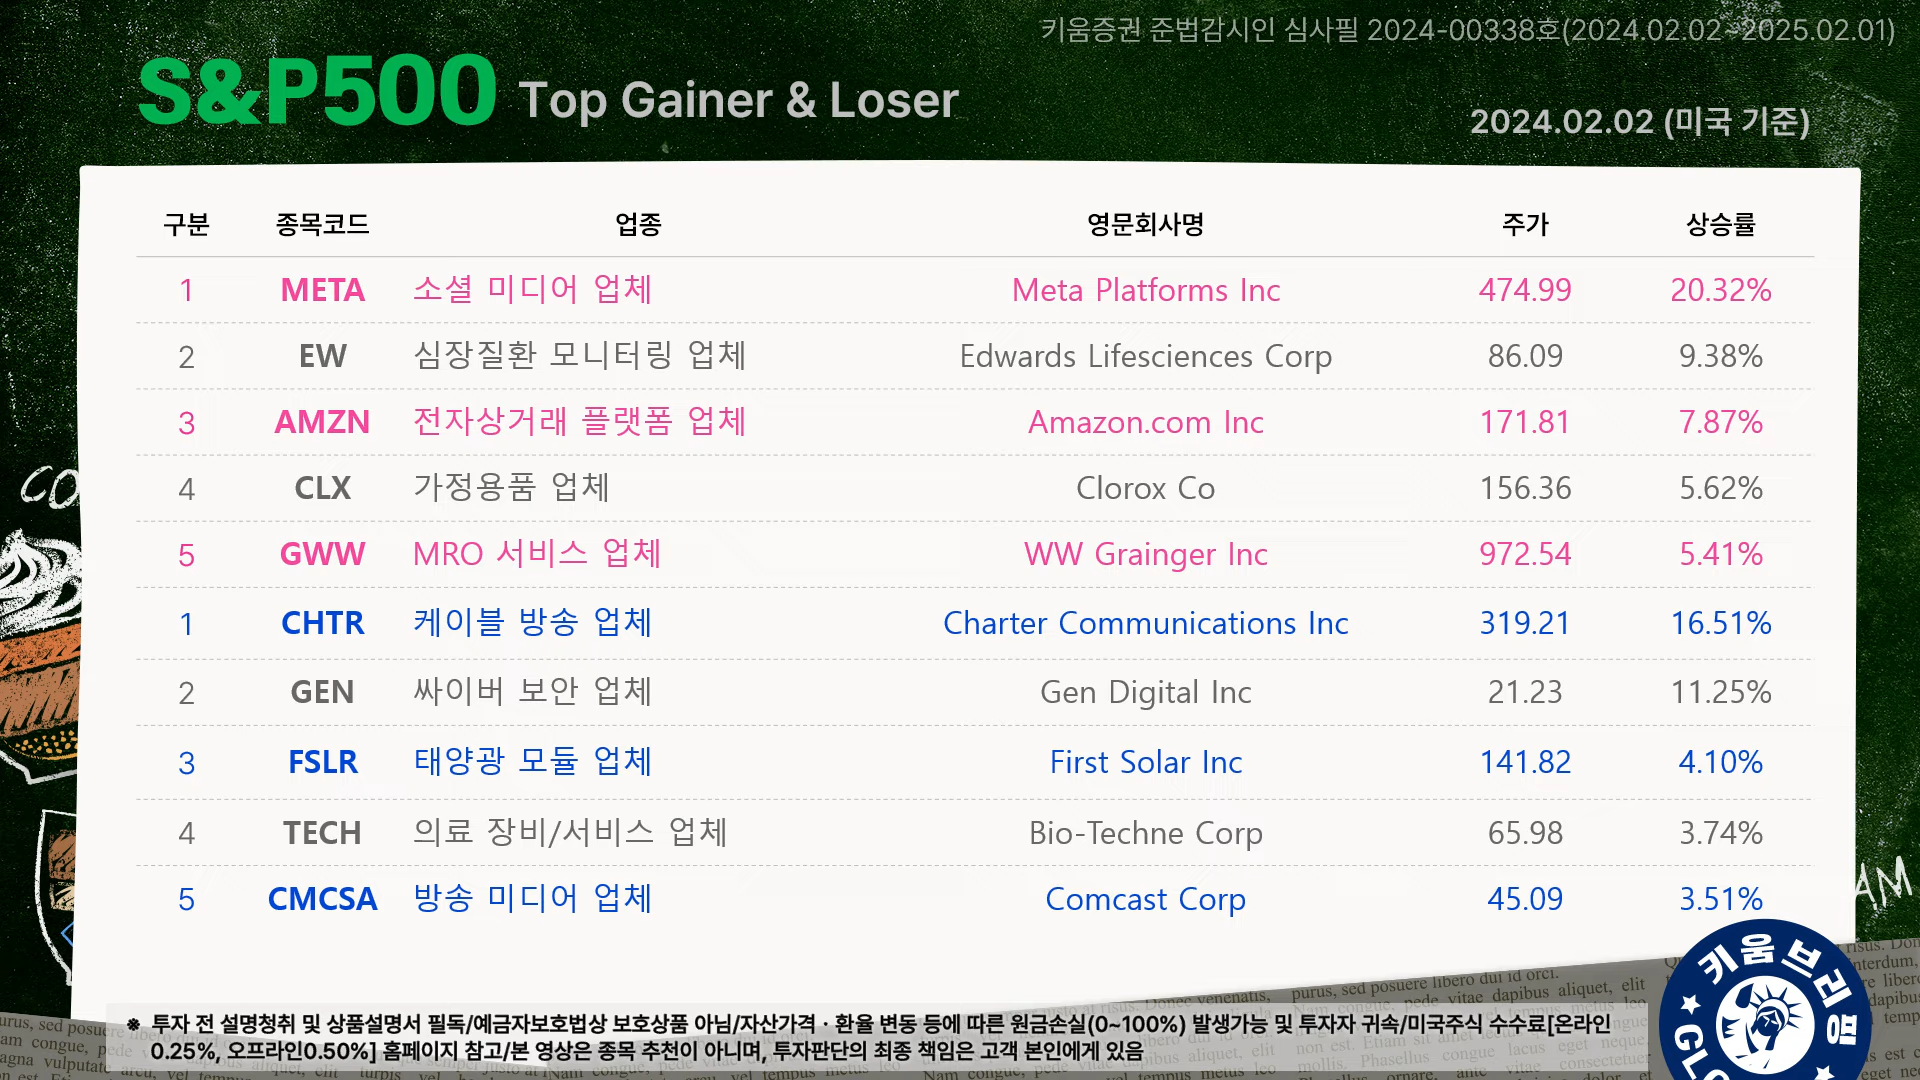 키움증권 준법감시인 심사필 2024-00338호(2024.02.02~2025.02.01)
S&P500 Top Gainer & Loser
2024.02.02 (미국 기준)
구분 종목코드 업종 영문회사명 주가 상승률
1 META 소셜 미디어 업체 Meta Platforms Inc 474.99 20.32%
2 EW 심장질환 모니터링 업체 Edwards Lifesciences Corp 86.09 9.38%
3 AMZN 전자상거래 플랫폼 업체 Amazon.com Inc 171.81 7.87%
4 CLX 가정용품 업체 Clorox Co 156.36 5.62%
5 GWW MRO 서비스 업체 WW Grainger Inc 972.54 5.41%
1 CHTR 케이블 방송 업체 Charter Communications Inc 319.21 16.51%
2 GEN 싸이버 보안 업체 Gen Digital Inc 21.23 11.25%
3 FSLR 태양광 모듈 업체 First Solar Inc 141.82 4.10%
4 TECH 의료 장비/서비스 업체 Bio-Techne Corp 65.98 3.74%
5 CMCSA 방송 미디어 업체 Comcast Corp 45.09 3.51%
키움브리핑
※ 투자 전 설명청취 및 상품설명서 필독/예금자보호법상 보호상품 아님/자산가격 · 환율 변동 등에 따른 원금손실(0~100%) 발생가능 및 투자자 귀속/미국주식 수수료[온라인
0.25%, 오프라인0.50%] 홈페이지 참고/본 영상은 종목 추천이 아니며, 투자판단의 최종 책임은 고객 본인에게 있음